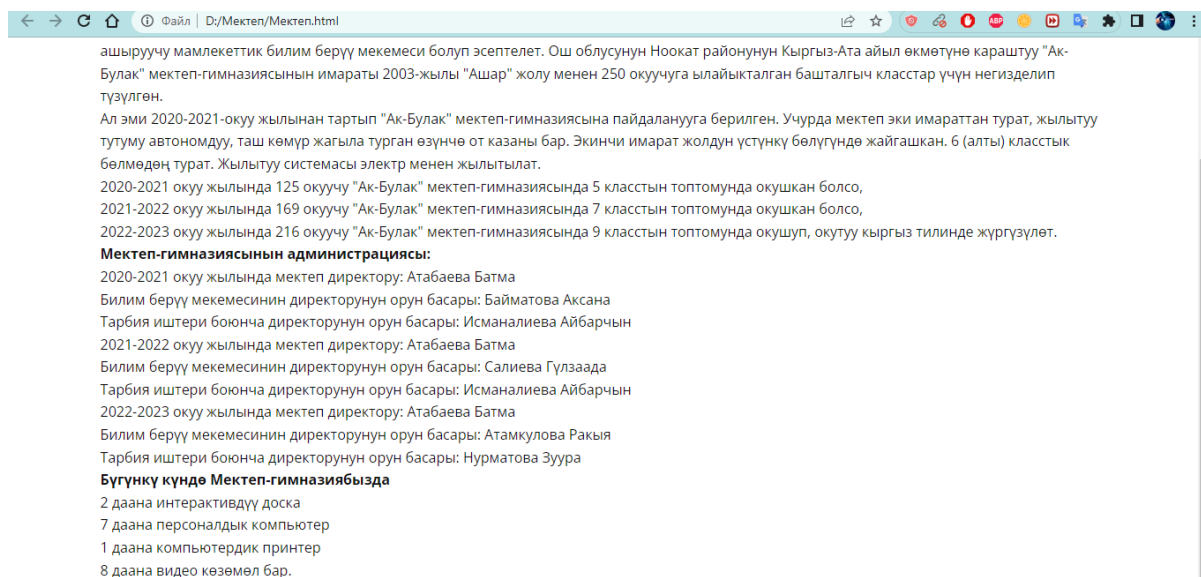 Файл D:/Мектеп/Мектеп.html
ашыруучу мамлекеттик билим берүү мекемеси болуп эсептелет. Ош облусунун Ноокат районунун Кыргыз-Ата айыл өкмөтүнө караштуу "Ак-
Булак" мектеп-гимназиясынын имараты 2003-жылы "Ашар" жолу менен 250 окуучуга ылайыкталган башталгыч класстар үчүн негизделип
түзүлгөн.
Ал эми 2020-2021-окуу жылынан тартып "Ак-Булак" мектеп-гимназиясына пайдаланууга берилген. Учурда мектеп эки имараттан турат, жылытуу
тутуму автономдуу, таш көмүр жагыла турган өзүнчө от казаны бар. Экинчи имарат жолдун үстүнкү бөлүгүндө жайгашкан. 6 (алты) класстык
бөлмөдөң турат. Жылытуу системасы электр менен жылытылат.
2020-2021 окуу жылында 125 окуучу "Ак-Булак" мектеп-гимназиясында 5 класстын топтомунда окушкан болсо,
2021-2022 окуу жылында 169 окуучу "Ак-Булак" мектеп-гимназиясында 7 класстын топтомунда окушкан болсо,
2022-2023 окуу жылында 216 окуучу "Ак-Булак" мектеп-гимназиясында 9 класстын топтомунда окушуп, окутуу кыргыз тилинде жүргүзүлөт.
Мектеп-гимназиясынын администрациясы:
2020-2021 окуу жылында мектеп директору: Атабаева Батма
Билим берүү мекемесинин директорунун орун басары: Байматова Аксана
Тарбия иштери боюнча директорунун орун басары: Исманалиева Айбарчын
2021-2022 окуу жылында мектеп директору: Атабаева Батма
Билим берүү мекемесинин директорунун орун басары: Салиева Гүлзаада
Тарбия иштери боюнча директорунун орун басары: Исманалиева Айбарчын
2022-2023 окуу жылында мектеп директору: Атабаева Батма
Билим берүү мекемесинин директорунун орун басары: Атамкулова Ракыя
Тарбия иштери боюнча директорунун орун басары: Нурматова Зуура
Бүгүнкү күндө Мектеп-гимназиябызда
2 даана интерактивдүү доска
7 даана персоналдык компьютер
1 даана компьютердик принтер
8 даана видео көзөмөл бар.